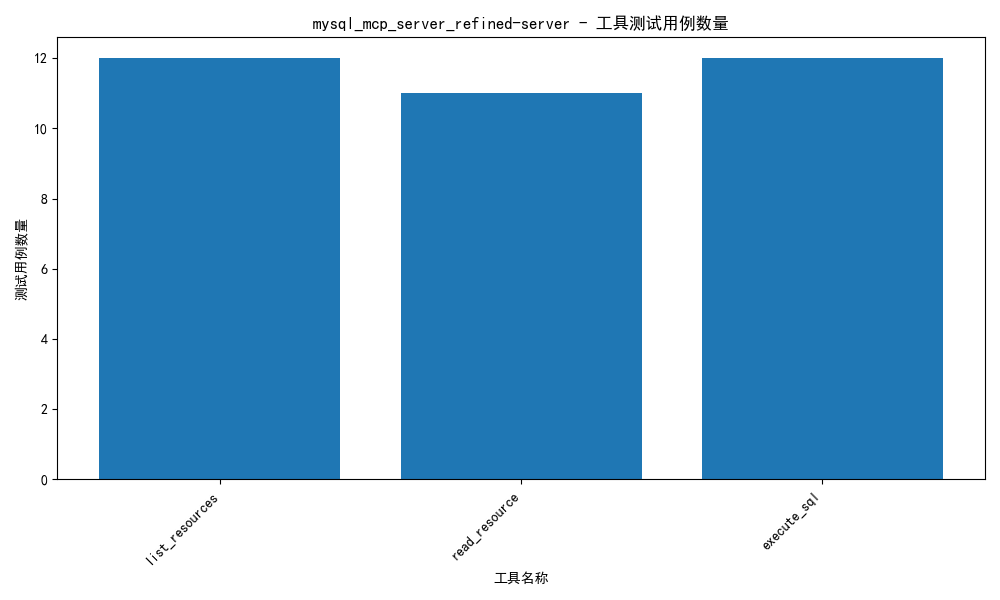 mysql_mcp_server_refined-server - 工具测试用例数量
测试用例数量
12
10
8
6
4
2
0
list_resources
read_resource
execute_sql
工具名称